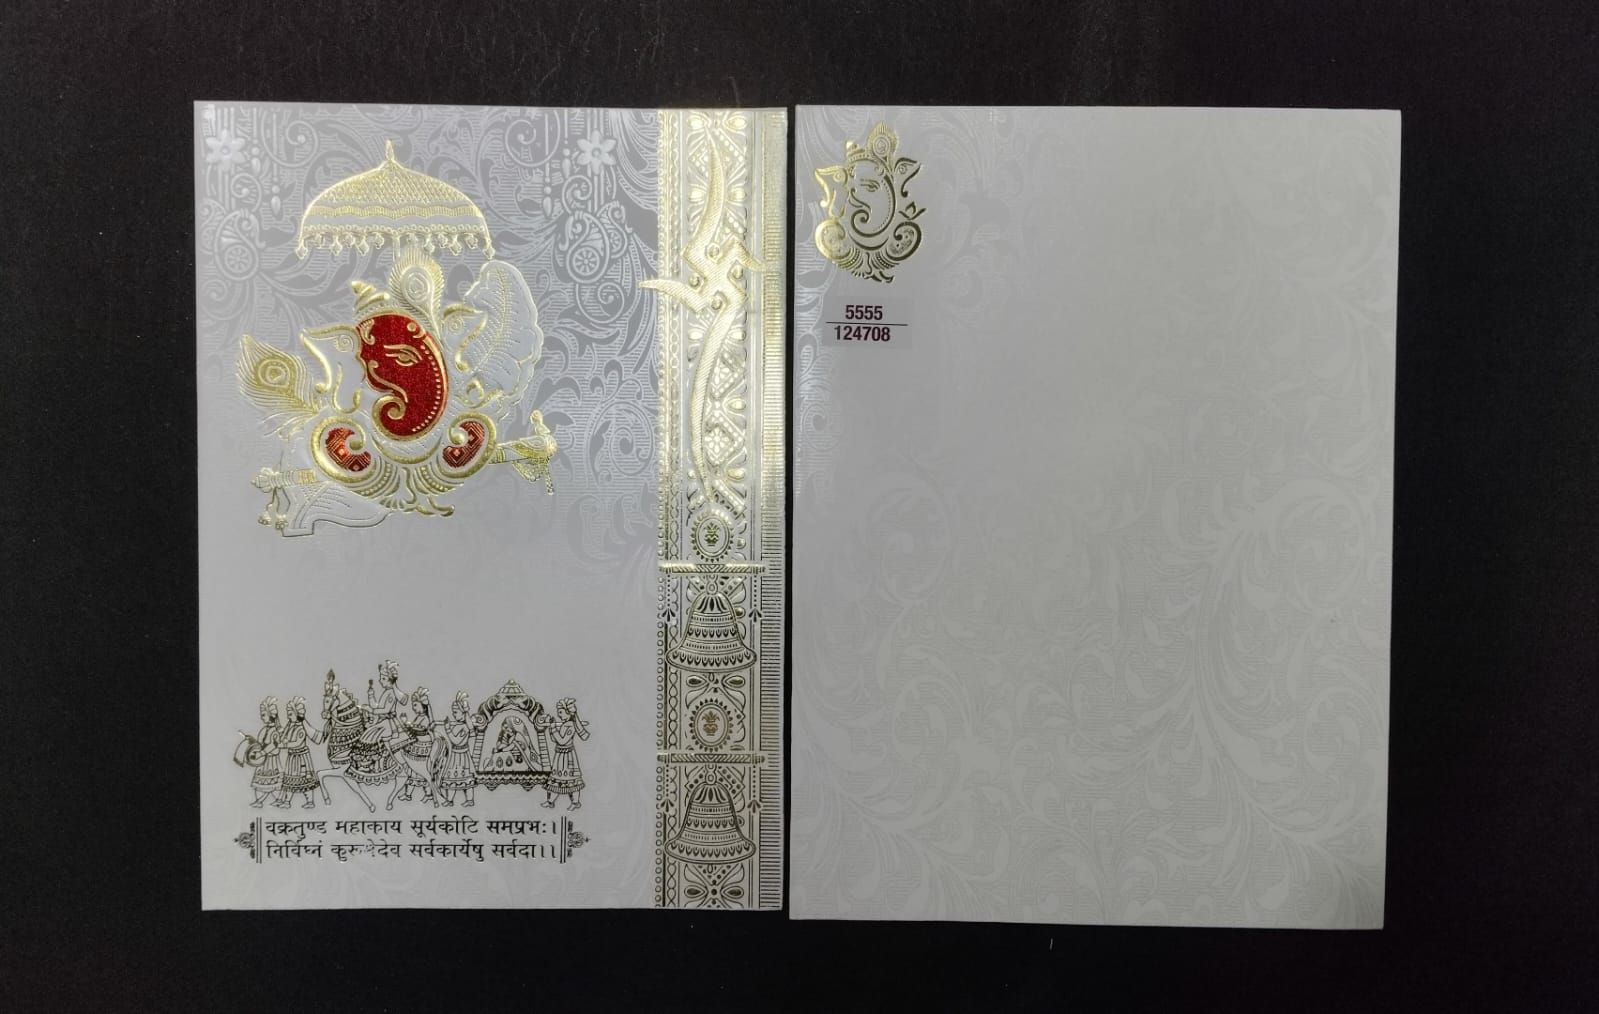 वक्रतुण्ड महाकाय सूर्यकोटि समप्रभः।
निर्विघ्नं कुरूमेदेव सर्वकार्येषु सर्वदा।।
5555
124708